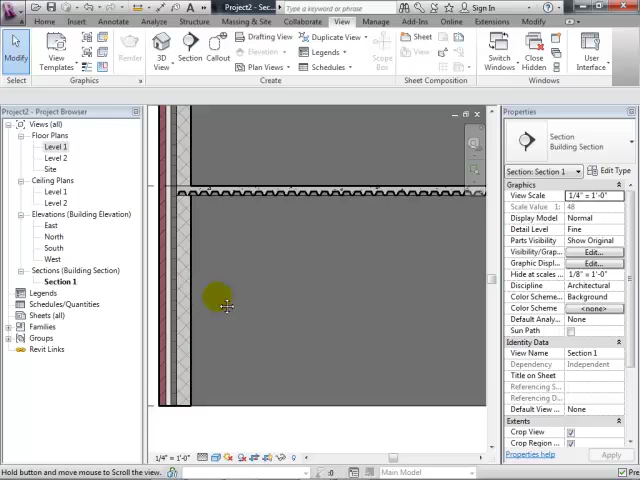 Project2 - Sec...
Type a keyword or phrase
Sign In
Home Insert Annotate Analyze Structure Massing & Site Collaborate View Manage Add-Ins Online Extensions Modify
Modify
View
Templates
Render
3D
View
Section
Callout
Drafting View
Elevation
Plan Views
Duplicate View
Legends
Schedules
Scope
Box
Sheet
Switch
Windows
Close
Hidden
User
Interface
Select
Graphics
Create
Sheet Composition
Windows
Project2 - Project Browser
Views (all)
Floor Plans
Level 1
Level 2
Site
Ceiling Plans
Level 1
Level 2
Elevations (Building Elevation)
East
North
South
West
Sections (Building Section)
Section 1
Legends
Schedules/Quantities
Sheets (all)
Families
Groups
Revit Links
Properties
Section
Building Section
Section: Section 1
Edit Type
Graphics
View Scale 1/4" = 1'-0"
Scale Value 1: 48
Display Model Normal
Detail Level Fine
Parts Visibility Show Original
Visibility/Grap... Edit...
Graphic Displ... Edit...
Hide at scales ... 1/8" = 1'-0"
Discipline Architectural
Color Scheme... Background
Color Scheme <none>
Default Analy... None
Sun Path
Identity Data
View Name Section 1
Dependency Independent
Title on Sheet
Referencing S...
Referencing D...
Default View ... None
Extents
Crop View
Crop Region ...
Properties help
Apply
1/4" = 1'-0"
Hold button and move mouse to Scroll the view.
:0
Main Model
Pre